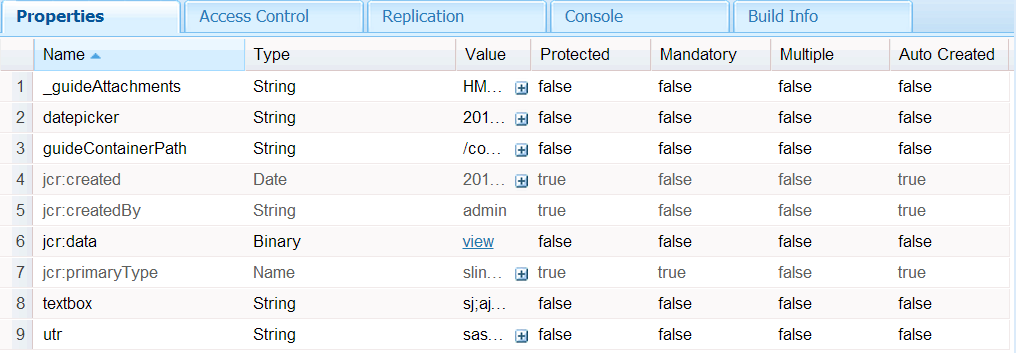 Properties Access Control Replication Console Build Info
Name Type Value Protected Mandatory Multiple Auto Created
1 _guideAttachments String HM... false false false false
2 datepicker String 201... false false false false
3 guideContainerPath String /co... false false false false
4 jcr:created Date 201... true false false true
5 jcr:createdBy String admin true false false true
6 jcr:data Binary view false false false false
7 jcr:primaryType Name slin... true true false true
8 textbox String sj;aj... false false false false
9 utr String sas... false false false false